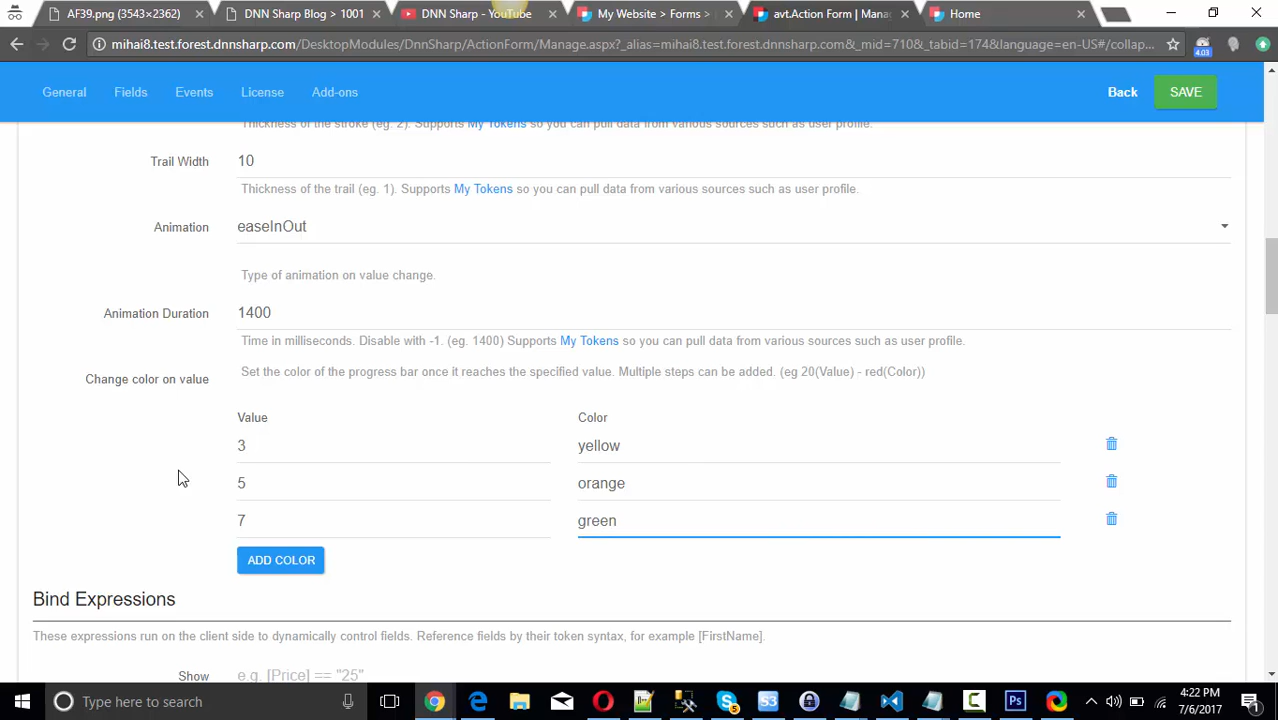 AF39.png (3543×2362)
DNN Sharp Blog > 1001
DNN Sharp - YouTube
My Website > Forms >
avt.Action Form | Mana
Home
mihai8.test.forest.dnnsharp.com/DesktopModules/DnnSharp/ActionForm/Manage.aspx?_alias=mihai8.test.forest.dnnsharp.com&_mid=710&_tabid=174&language=en-US#/collap...
4.03
General
Fields
Events
License
Add-ons
Back
SAVE
Thickness of the stroke (eg. 2). Supports My Tokens so you can pull data from various sources such as user profile.
Trail Width
10
Thickness of the trail (eg. 1). Supports My Tokens so you can pull data from various sources such as user profile.
Animation
easeInOut
Type of animation on value change.
Animation Duration
1400
Time in milliseconds. Disable with -1. (eg. 1400) Supports My Tokens so you can pull data from various sources such as user profile.
Change color on value
Set the color of the progress bar once it reaches the specified value. Multiple steps can be added. (eg 20(Value) - red(Color))
Value
Color
3
yellow
5
orange
7
green
ADD COLOR
Bind Expressions
These expressions run on the client side to dynamically control fields. Reference fields by their token syntax, for example [FirstName].
Show
e.g. [Price] == "25"
Type here to search
5
S3
Ps
4:22 PM
7/6/2017
1